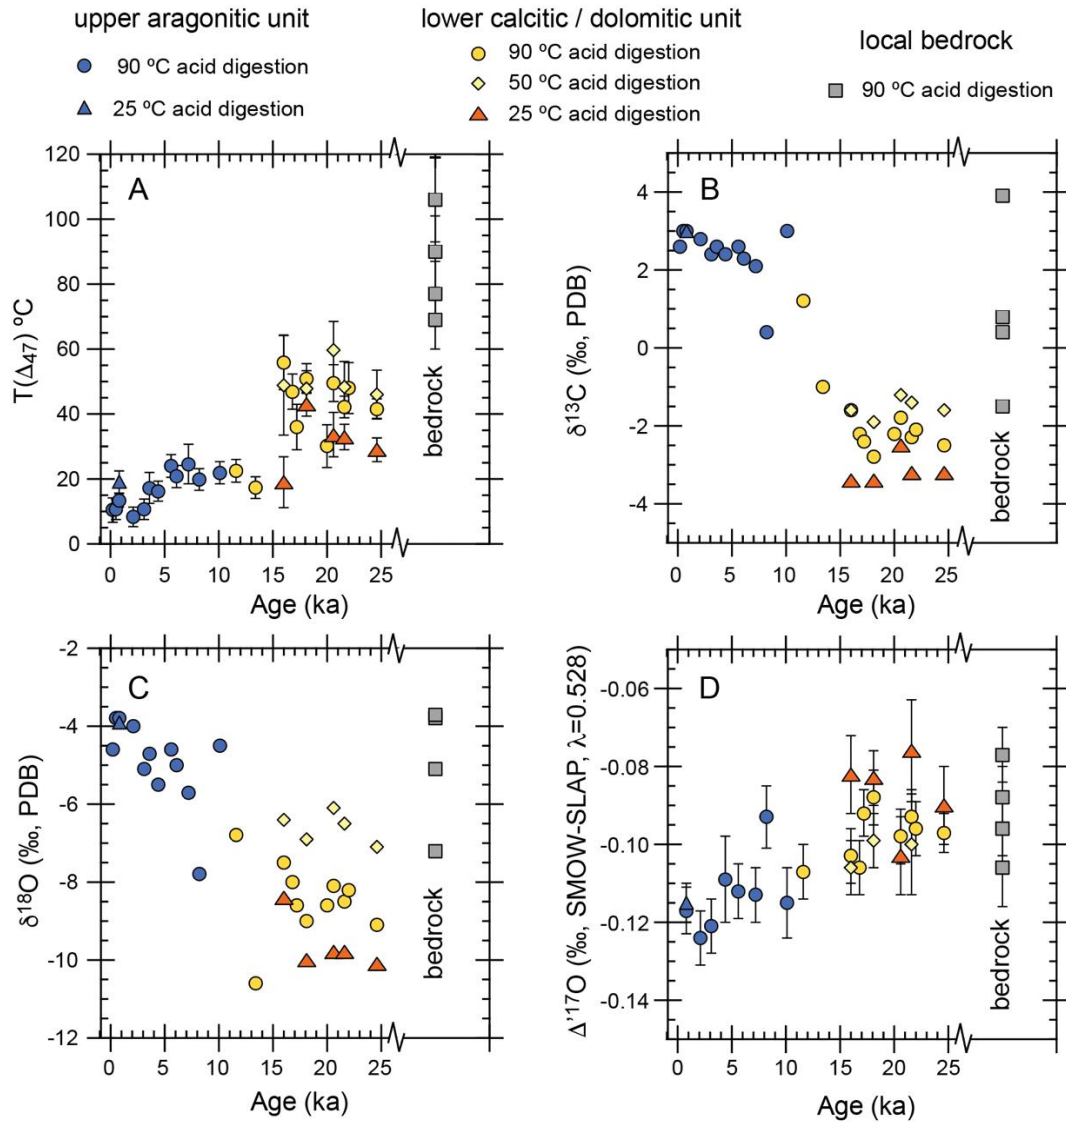 upper aragonitic unit
90 ºC acid digestion
25 ºC acid digestion
lower calcitic / dolomitic unit
90 ºC acid digestion
50 ºC acid digestion
25 ºC acid digestion
local bedrock
90 ºC acid digestion
A
T(Δ47) ºC
120
100
80
60
40
20
0
0 5 10 15 20 25
Age (ka)
bedrock
B
δ13C (‰, PDB)
4
2
0
-2
-4
0 5 10 15 20 25
Age (ka)
bedrock
C
δ18O (‰, PDB)
-2
-4
-6
-8
-10
-12
0 5 10 15 20 25
Age (ka)
bedrock
D
Δ'17O (‰, SMOW-SLAP, λ=0.528)
-0.06
-0.08
-0.10
-0.12
-0.14
0 5 10 15 20 25
Age (ka)
bedrock